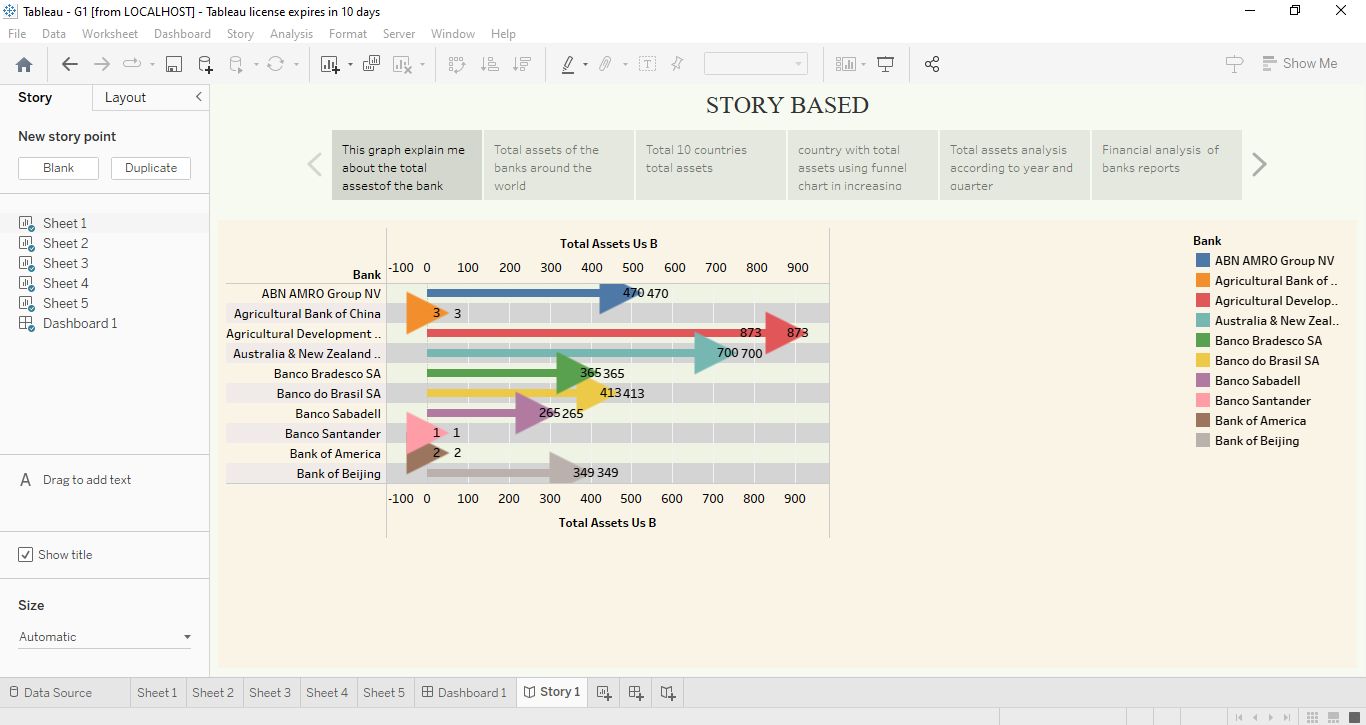 Tableau - G1 [from LOCALHOST] - Tableau license expires in 10 days
File Data Worksheet Dashboard Story Analysis Format Server Window Help
Show Me
Story Layout
New story point
Blank Duplicate
Sheet 1
Sheet 2
Sheet 3
Sheet 4
Sheet 5
Dashboard 1
A Drag to add text
Show title
Size
Automatic
STORY BASED
This graph explain me
about the total
assestof the bank
Total assets of the
banks around the
world
Total 10 countries
total assets
country with total
assets using funnel
chart in increasing
Total assets analysis
according to year and
quarter
Financial analysis of
banks reports
Total Assets Us B
Bank -100 0 100 200 300 400 500 600 700 800 900
ABN AMRO Group NV 470 470
Agricultural Bank of China 3 3
Agricultural Development .. 873 873
Australia & New Zealand .. 700 700
Banco Bradesco SA 365 365
Banco do Brasil SA 413 413
Banco Sabadell 265 265
Banco Santander 1 1
Bank of America 2 2
Bank of Beijing 349 349
-100 0 100 200 300 400 500 600 700 800 900
Total Assets Us B
Bank
ABN AMRO Group NV
Agricultural Bank of ..
Agricultural Develop..
Australia & New Zeal..
Banco Bradesco SA
Banco do Brasil SA
Banco Sabadell
Banco Santander
Bank of America
Bank of Beijing
Data Source Sheet 1 Sheet 2 Sheet 3 Sheet 4 Sheet 5 Dashboard 1 Story 1